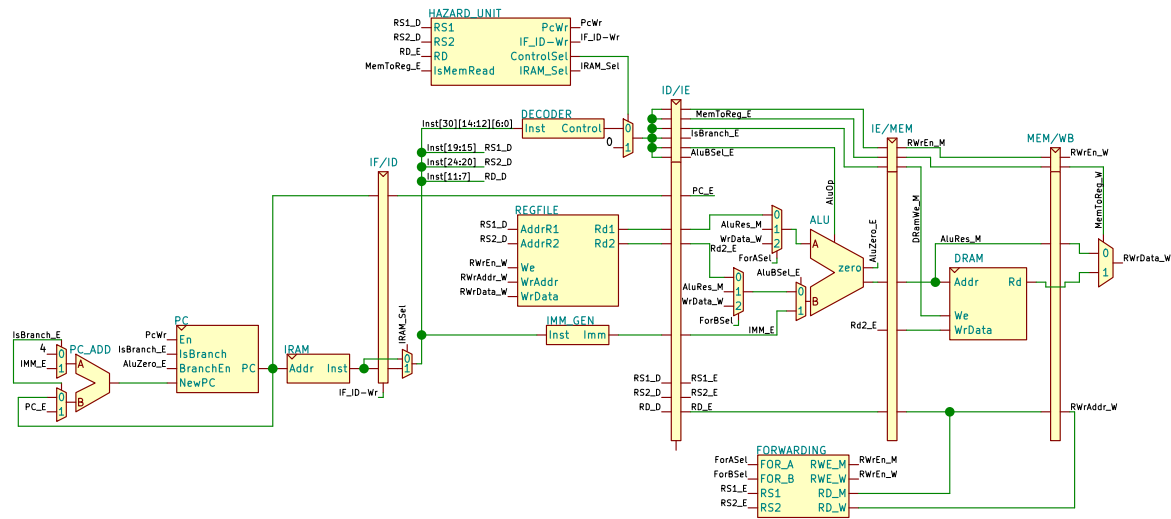 HAZARD_UNIT
RS1_D RS1 PcWr PcWr
RS2_D RS2 IF_ID-Wr IF_ID-Wr
RD_E RD ControlSel
MemToReg_E IsMemRead IRAM_Sel IRAM_Sel
ID/IE
DECODER
Inst[30][14:12][6:0] Inst Control 0
0 1
MemToReg_E
IsBranch_E
AluBSel_E
Inst[19:15] RS1_D
Inst[24:20] RS2_D
Inst[11:7] RD_D
IE/MEM
RWrEn_M
MEM/WB
RWrEn_W
MemToReg_W
IF/ID
PC_E
AluOp
DRamWe_M
REGFILE
RS1_D AddrR1 Rd1
RS2_D AddrR2 Rd2
RWrEn_W We
RWrAddr_W WrAddr
RWrData_W WrData
0
AluRes_M 1
WrData_W 2
Rd2_E
ForASel
0
AluRes_M 1
WrData_W 2
ForBSel
AluBSel_E
0
1
IMM_E
ALU
A
zero
B
AluZero_E
AluRes_M
DRAM
Addr Rd
We
Rd2_E WrData
0
1
RWrData_W
IMM_GEN
Inst Imm
IRAM_Sel
IsBranch_E
4 0
IMM_E 1
PC_ADD
A
B
0
PC_E 1
PC
PcWr En
IsBranch_E IsBranch
AluZero_E BranchEn PC
NewPC
IRAM
Addr Inst
0
1
IF_ID-Wr
RS1_D RS1_E
RS2_D RS2_E
RD_D RD_E
RWrAddr_W
FORWARDING
ForASel FOR_A RWE_M RWrEn_M
ForBSel FOR_B RWE_W RWrEn_W
RS1_E RS1 RD_M
RS2_E RS2 RD_W